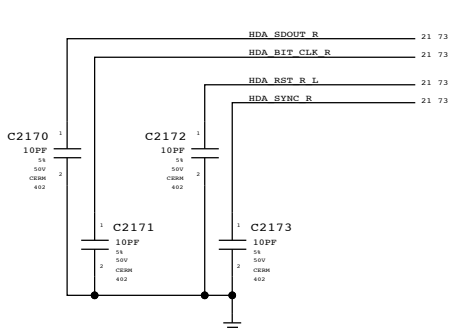 HDA_SDOUT_R 21 73
HDA_BIT_CLK_R 21 73
HDA_RST_R_L 21 73
HDA_SYNC_R 21 73
C2170 1
10PF
5%
50V 2
CERM
402
C2172 1
10PF
5%
50V 2
CERM
402
1 C2171
10PF
5%
50V
2 CERM
402
1 C2173
10PF
5%
50V
2 CERM
402